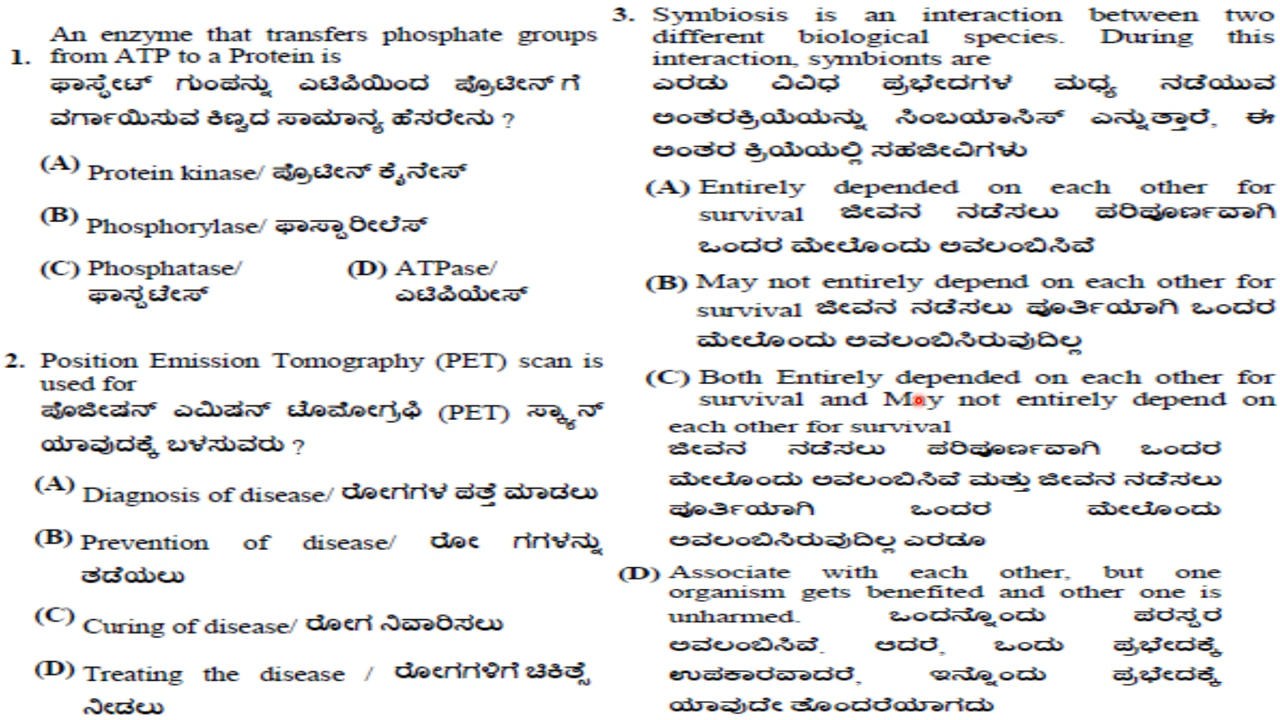 An enzyme that transfers phosphate groups
1. from ATP to a Protein is
ಫಾಸ್ಫೇಟ್ ಗುಂಪನ್ನು ಎಟಿಪಿಯಿಂದ ಪ್ರೊಟೀನ್ ಗೆ
ವರ್ಗಾಯಿಸುವ ಕಿಣ್ವದ ಸಾಮಾನ್ಯ ಹೆಸರೇನು ?
(A) Protein kinase/ ಪ್ರೊಟೀನ್ ಕೈನೇಸ್
(B) Phosphorylase/ ಫಾಸ್ಫಾರೀಲೆಸ್
(C) Phosphatase/ (D) ATPase/
ಫಾಸ್ಫಟೇಸ್ ಎಟಿಪಿಯೇಸ್
2. Position Emission Tomography (PET) scan is
used for
ಪೊಜೀಷನ್ ಎಮಿಷನ್ ಟೊಮೋಗ್ರಫಿ (PET) ಸ್ಕ್ಯಾನ್
ಯಾವುದಕ್ಕೆ ಬಳಸುವರು ?
(A) Diagnosis of disease/ ರೋಗಗಳ ಪತ್ತೆ ಮಾಡಲು
(B) Prevention of disease/ ರೋ ಗಗಳನ್ನು
ತಡೆಯಲು
(C) Curing of disease/ ರೋಗ ನಿವಾರಿಸಲು
(D) Treating the disease / ರೋಗಗಳಿಗೆ ಚಿಕಿತ್ಸೆ
ನೀಡಲು
3. Symbiosis is an interaction between two
different biological species. During this
interaction, symbionts are
ಎರಡು ವಿವಿಧ ಪ್ರಭೇದಗಳ ಮಧ್ಯ ನಡೆಯುವ
ಅಂತರಕ್ರಿಯೆಯನ್ನು ಸಿಂಬಯಾಸಿಸ್ ಎನ್ನುತ್ತಾರೆ, ಈ
ಅಂತರ ಕ್ರಿಯೆಯಲ್ಲಿ ಸಹಜೀವಿಗಳು
(A) Entirely depended on each other for
survival ಜೀವನ ನಡೆಸಲು ಪರಿಪೂರ್ಣವಾಗಿ
ಒಂದರ ಮೇಲೊಂದು ಅವಲಂಬಿಸಿವೆ
(B) May not entirely depend on each other for
survival ಜೀವನ ನಡೆಸಲು ಪೂರ್ತಿಯಾಗಿ ಒಂದರ
ಮೇಲೊಂದು ಅವಲಂಬಿಸಿರುವುದಿಲ್ಲ
(C) Both Entirely depended on each other for
survival and May not entirely depend on
each other for survival
ಜೀವನ ನಡೆಸಲು ಪರಿಪೂರ್ಣವಾಗಿ ಒಂದರ
ಮೇಲೊಂದು ಅವಲಂಬಿಸಿವೆ ಮತ್ತು ಜೀವನ ನಡೆಸಲು
ಪೂರ್ತಿಯಾಗಿ ಒಂದರ ಮೇಲೊಂದು
ಅವಲಂಬಿಸಿರುವುದಿಲ್ಲ ಎರಡೂ
(D) Associate with each other, but one
organism gets benefited and other one is
unharmed. ಒಂದನ್ನೊಂದು ಪರಸ್ಪರ
ಅವಲಂಬಿಸಿವೆ. ಆದರೆ, ಒಂದು ಪ್ರಭೇದಕ್ಕೆ
ಉಪಕಾರವಾದರೆ, ಇನ್ನೊಂದು ಪ್ರಭೇದಕ್ಕೆ
ಯಾವುದೇ ತೊಂದರೆಯಾಗದು